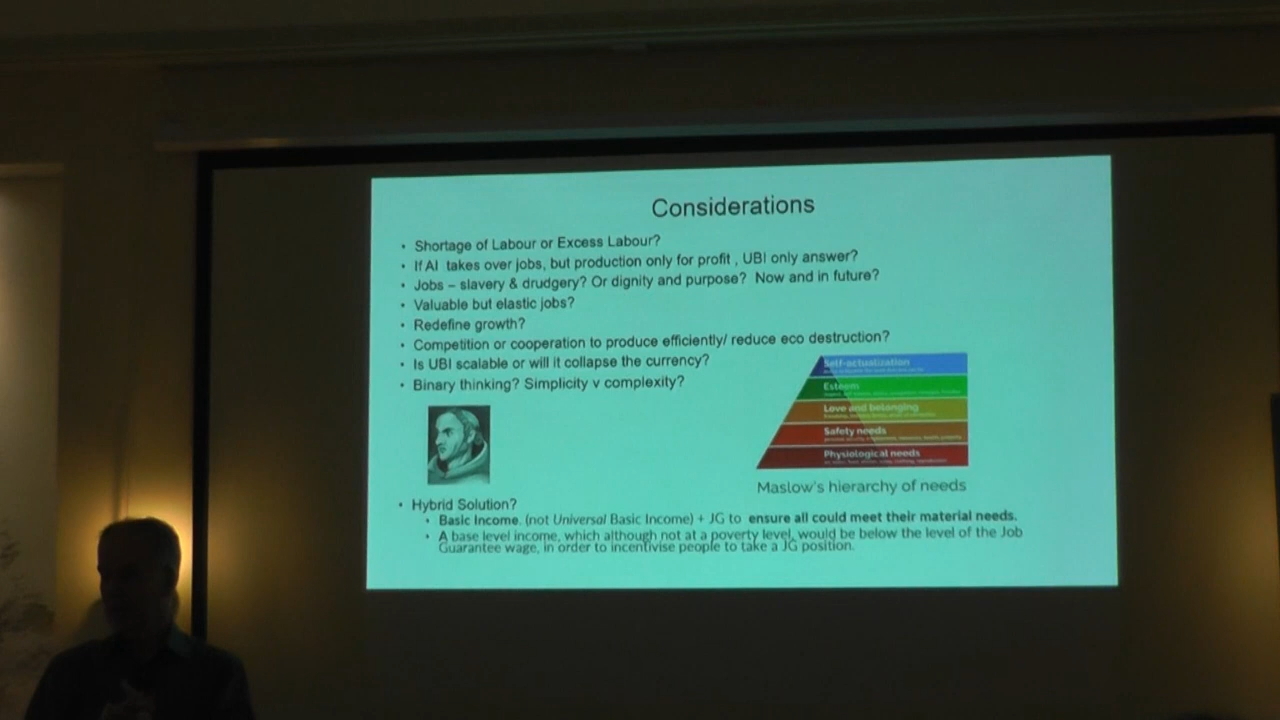 Considerations
• Shortage of Labour or Excess Labour?
• If AI takes over jobs, but production only for profit , UBI only answer?
• Jobs – slavery & drudgery? Or dignity and purpose? Now and in future?
• Valuable but elastic jobs?
• Redefine growth?
• Competition or cooperation to produce efficiently/ reduce eco destruction?
• Is UBI scalable or will it collapse the currency?
• Binary thinking? Simplicity v complexity?
Self-actualization
Esteem
Love and belonging
Safety needs
Physiological needs
Maslow's hierarchy of needs
• Hybrid Solution?
• Basic Income. (not Universal Basic Income) + JG to ensure all could meet their material needs.
• A base level income, which although not at a poverty level, would be below the level of the Job
Guarantee wage, in order to incentivise people to take a JG position.